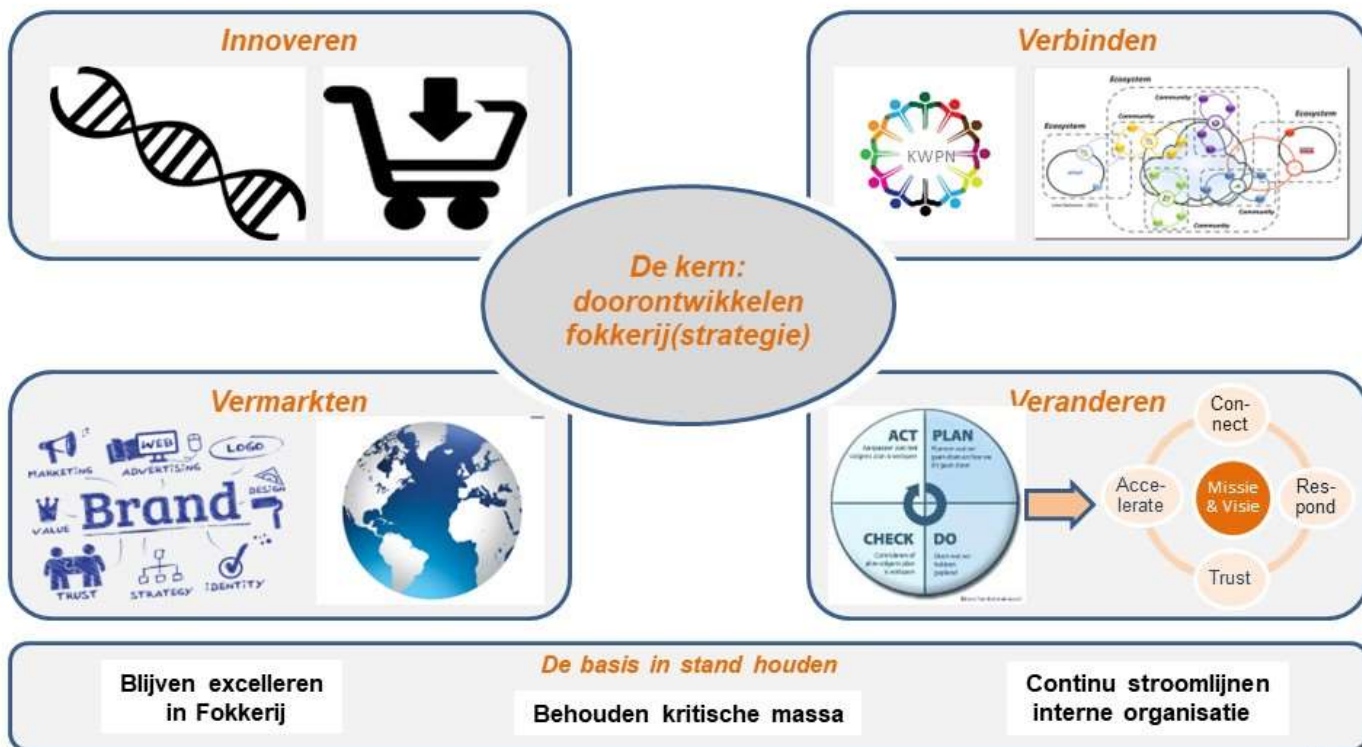 Innoveren
Verbinden
KWPN
Ecosystem
Community
Ecosystem
Community
Ecosystem
Community
Community
De kern:
doorontwikkelen
fokkerij(strategie)
Vermarkten
MARKETING
WEB
ADVERTISING
LOGO
DESIGN
VALUE
Brand
TRUST
STRATEGY
IDENTITY
Veranderen
ACT
PLAN
CHECK
DO
Con-
nect
Acce-
lerate
Missie
& Visie
Res-
pond
Trust
De basis in stand houden
Blijven excelleren
in Fokkerij
Behouden kritische massa
Continu stroomlijnen
interne organisatie